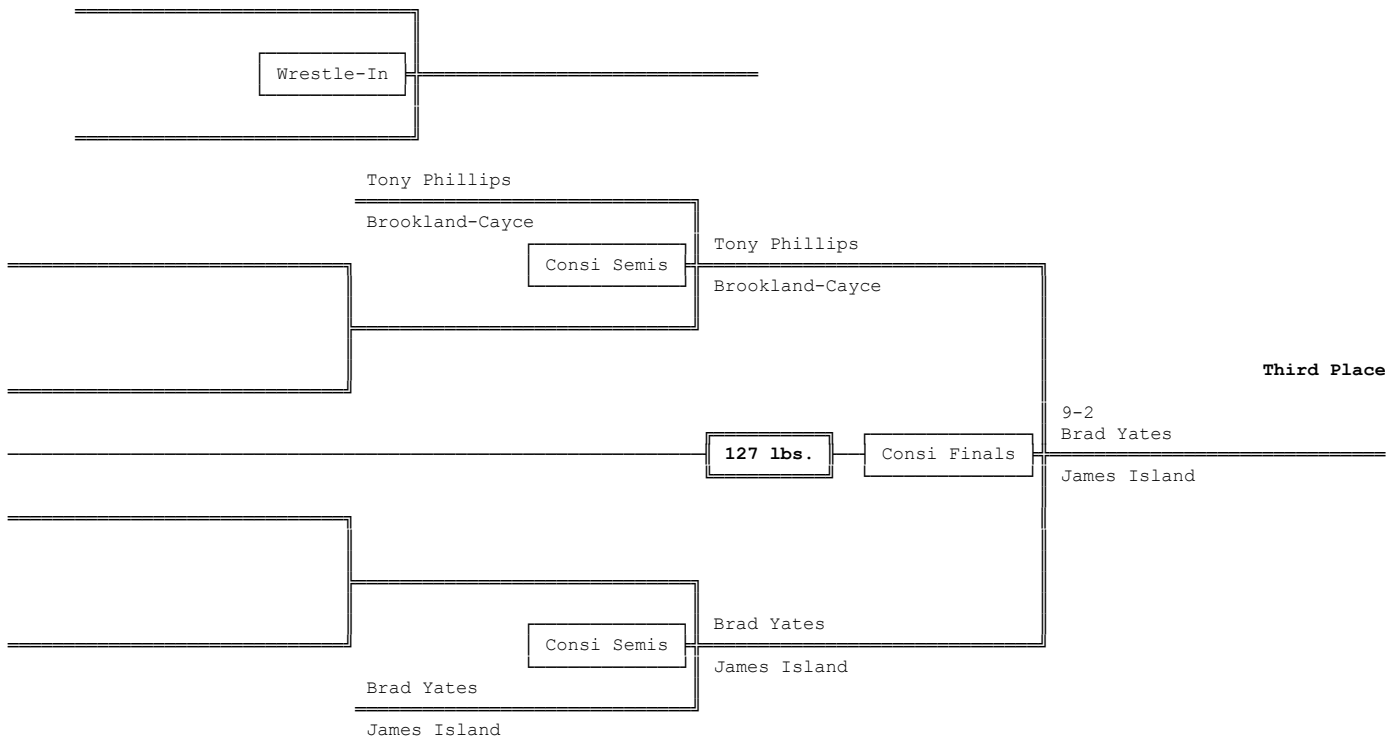 Wrestle-In
Tony Phillips
Brookland-Cayce
Consi Semis
Tony Phillips
Brookland-Cayce
Third Place
9-2
Brad Yates
127 lbs.
Consi Finals
James Island
Brad Yates
Consi Semis
James Island
Brad Yates
James Island